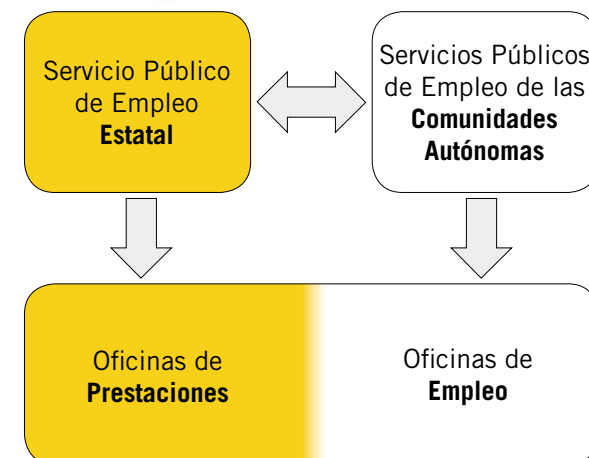 Servicio Público
de Empleo
Estatal
Servicios Públicos
de Empleo de las
Comunidades
Autónomas
Oficinas de
Prestaciones
Oficinas de
Empleo